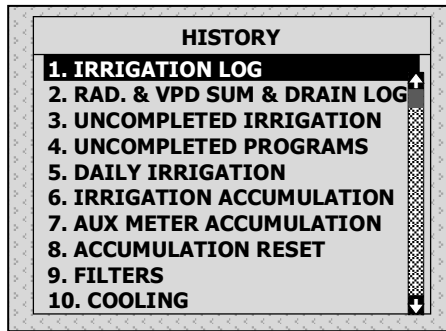 HISTORY
1. IRRIGATION LOG
2. RAD. & VPD SUM & DRAIN LOG
3. UNCOMPLETED IRRIGATION
4. UNCOMPLETED PROGRAMS
5. DAILY IRRIGATION
6. IRRIGATION ACCUMULATION
7. AUX METER ACCUMULATION
8. ACCUMULATION RESET
9. FILTERS
10. COOLING